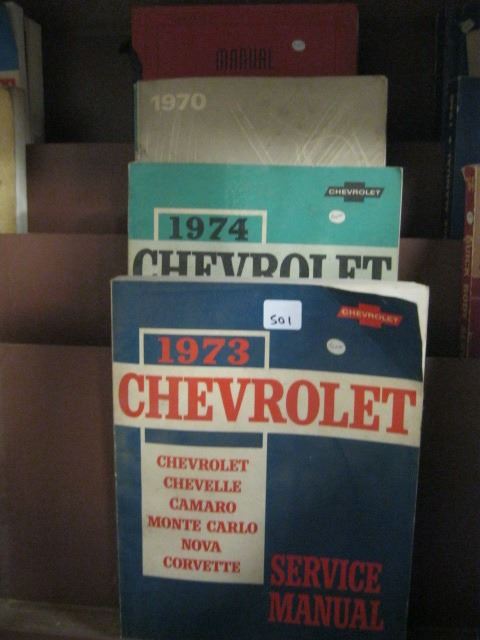 MANUAL
1970
CHEVROLET
1974
CHEVROLET
501
CHEVROLET
1973
CHEVROLET
CHEVROLET
CHEVELLE
CAMARO
MONTE CARLO
NOVA
CORVETTE
SERVICE
MANUAL